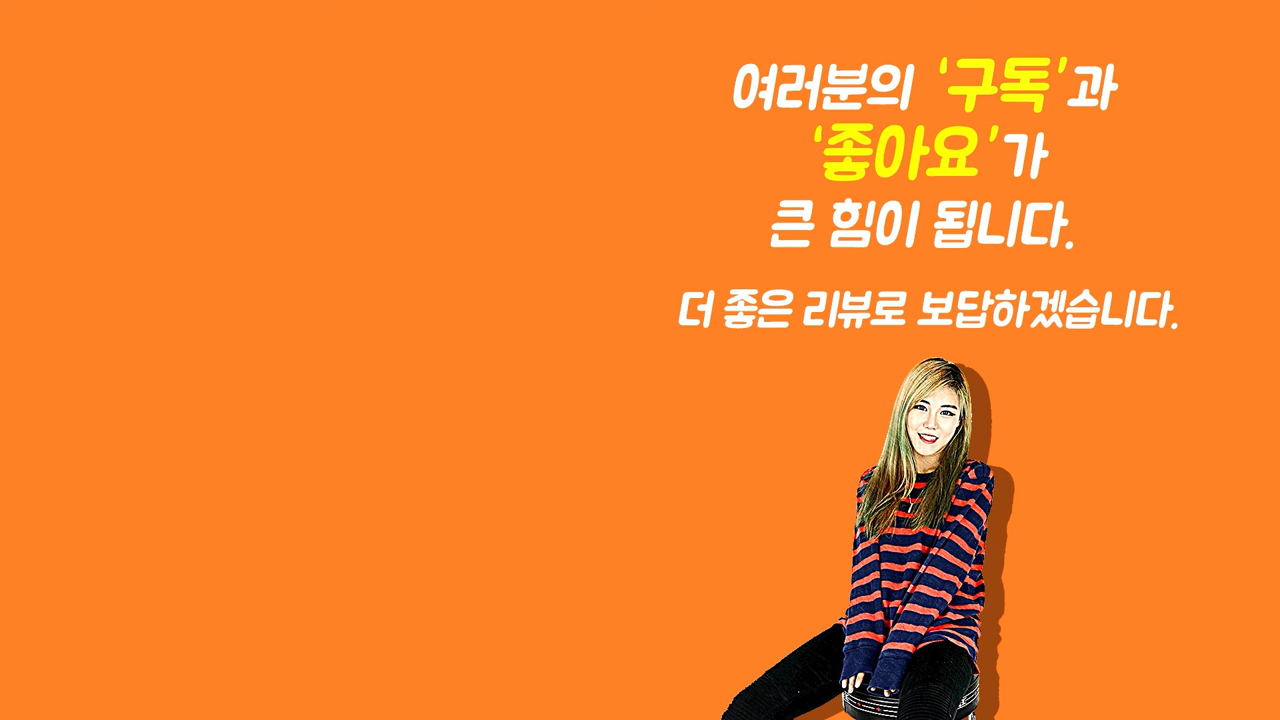 여러분의 '구독'과
'좋아요'가
큰 힘이 됩니다.
더 좋은 리뷰로 보답하겠습니다.